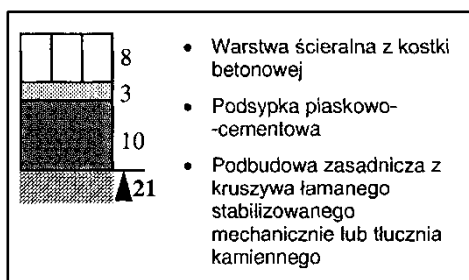 8
3
10
21
• Warstwa ścieralna z kostki
betonowej
• Podsypka piaskowo-
-cementowa
• Podbudowa zasadnicza z
kruszywa łamanego
stabilizowanego
mechanicznie lub tłucznia
kamiennego